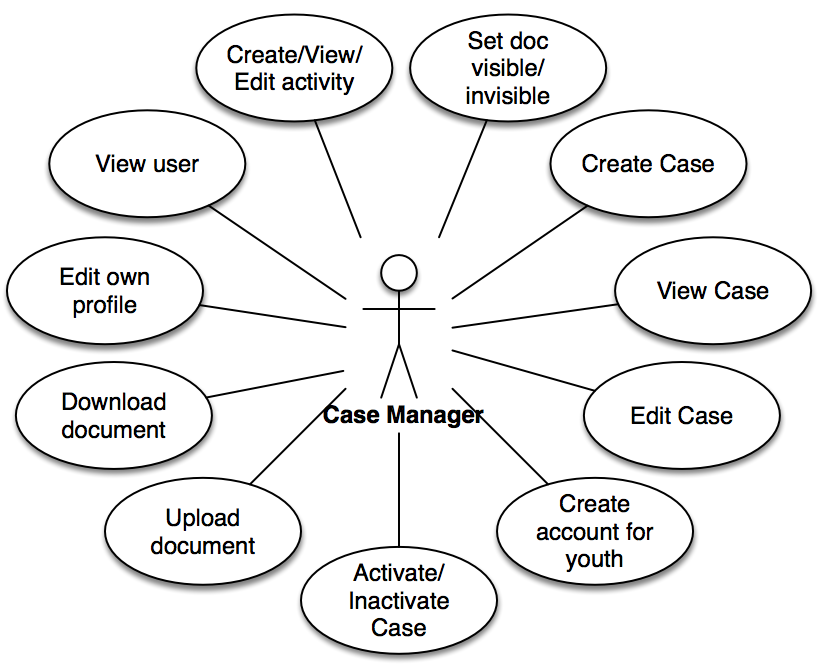 Create/View/
Edit activity
Set doc
visible/
invisible
View user
Create Case
Edit own
profile
View Case
Download
document
Case Manager
Edit Case
Upload
document
Create
account for
youth
Activate/
Inactivate
Case